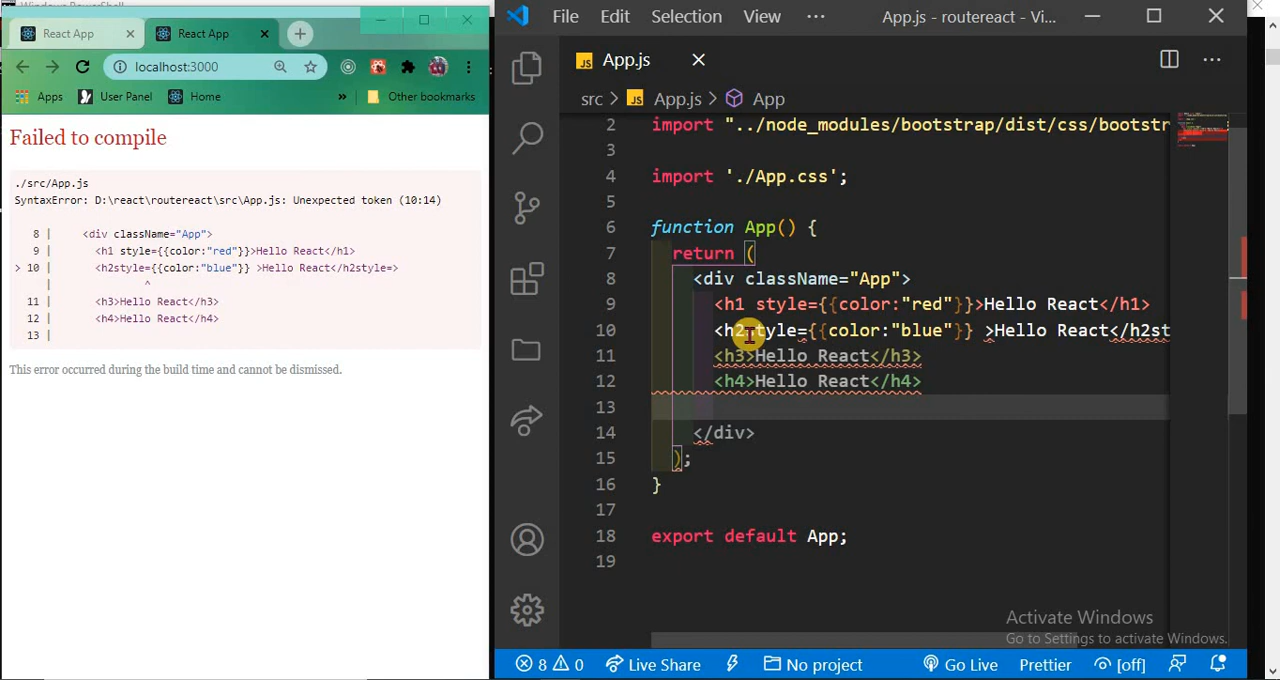 React App
React App
localhost:3000
Apps
User Panel
Home
»
Other bookmarks
Failed to compile
./src/App.js
SyntaxError: D:\react\routereact\src\App.js: Unexpected token (10:14)
8 | <div className="App">
9 | <h1 style={{color:"red"}}>Hello React</h1>
> 10 | <h2style={{color:"blue"}} >Hello React</h2style=>
| ^
11 | <h3>Hello React</h3>
12 | <h4>Hello React</h4>
13 |
This error occurred during the build time and cannot be dismissed.
File Edit Selection View ··· App.js - routereact - Vi...
JS App.js
src > JS App.js > App
2 import "../node_modules/bootstrap/dist/css/bootstr
3
4 import './App.css';
5
6 function App() {
7 return (
8 <div className="App">
9 <h1 style={{color:"red"}}>Hello React</h1>
10 <h2style={{color:"blue"}} >Hello React</h2st
11 <h3>Hello React</h3>
12 <h4>Hello React</h4>
13
14 </div>
15 );
16 }
17
18 export default App;
19
Activate Windows
Go to Settings to activate Windows.
8 0 Live Share No project Go Live Prettier [off]